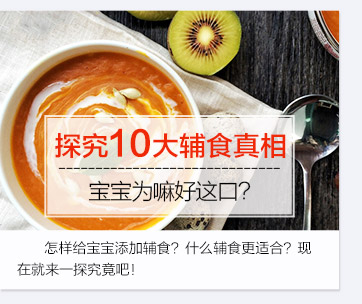 探究10大辅食真相
宝宝为嘛好这口？
怎样给宝宝添加辅食？什么辅食更适合？现
在就来一探究竟吧！